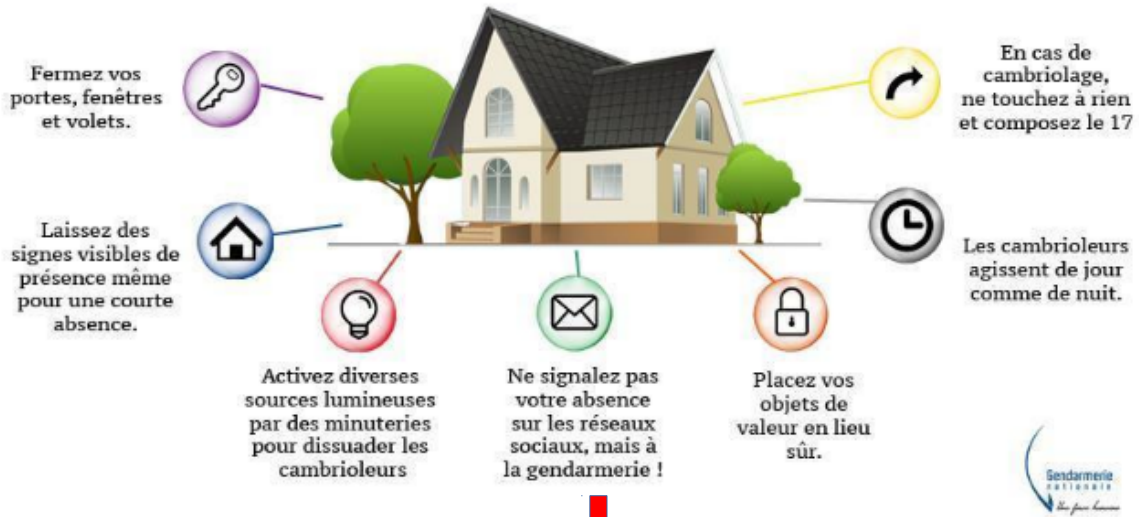 Fermez vos
portes, fenêtres
et volets.
Laissez des
signes visibles de
présence même
pour une courte
absence.
Activez diverses
sources lumineuses
par des minuteries
pour dissuader les
cambrioleurs
Ne signalez pas
votre absence
sur les réseaux
sociaux, mais à
la gendarmerie !
Placez vos
objets de
valeur en lieu
sûr.
En cas de
cambriolage,
ne touchez à rien
et composez le 17
Les cambrioleurs
agissent de jour
comme de nuit.
Gendarmerie
nationale
Une force humaine